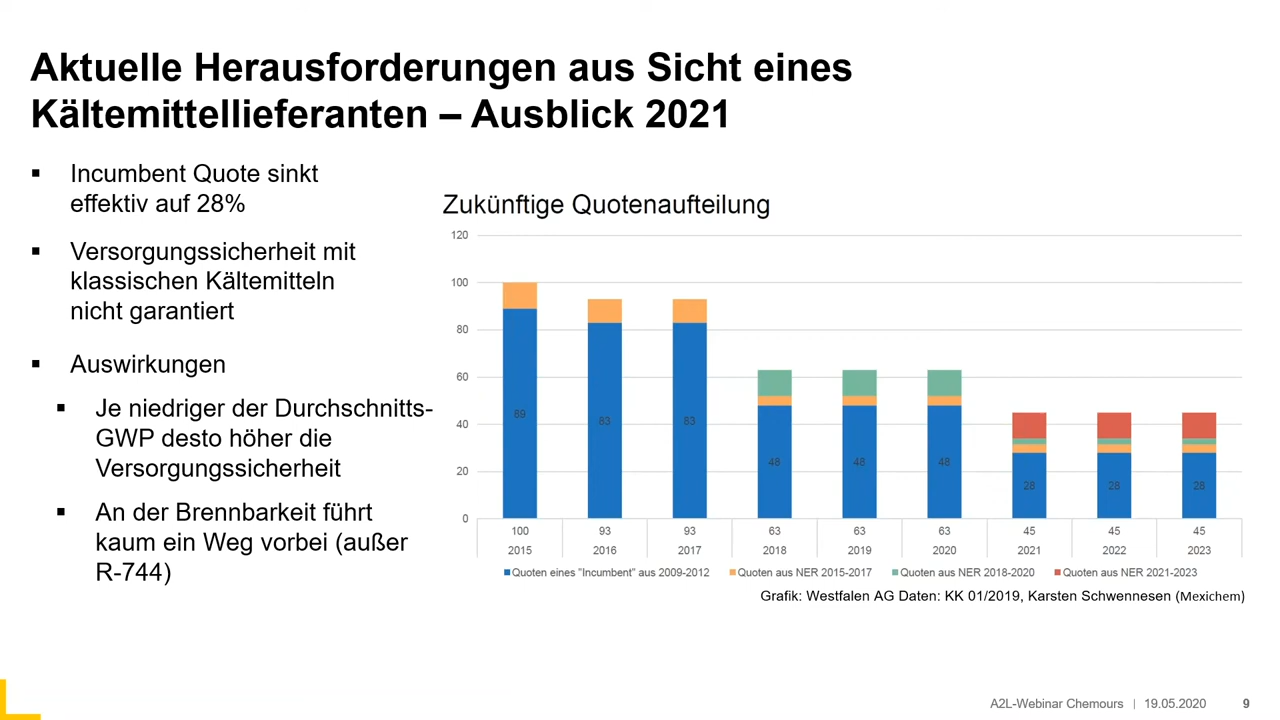 Aktuelle Herausforderungen aus Sicht eines
Kältemittellieferanten – Ausblick 2021
▪ Incumbent Quote sinkt
effektiv auf 28%
▪ Versorgungssicherheit mit
klassischen Kältemitteln
nicht garantiert
▪ Auswirkungen
▪ Je niedriger der Durchschnitts-
GWP desto höher die
Versorgungssicherheit
▪ An der Brennbarkeit führt
kaum ein Weg vorbei (außer
R-744)
Zukünftige Quotenaufteilung
120
100
80
60
40
20
0
89 83 83 48 48 48 28 28 28
100 93 93 63 63 63 45 45 45
2015 2016 2017 2018 2019 2020 2021 2022 2023
Quoten eines "Incumbent" aus 2009-2012 Quoten aus NER 2015-2017 Quoten aus NER 2018-2020 Quoten aus NER 2021-2023
Grafik: Westfalen AG Daten: KK 01/2019, Karsten Schwennesen (Mexichem)
A2L-Webinar Chemours | 19.05.2020 9